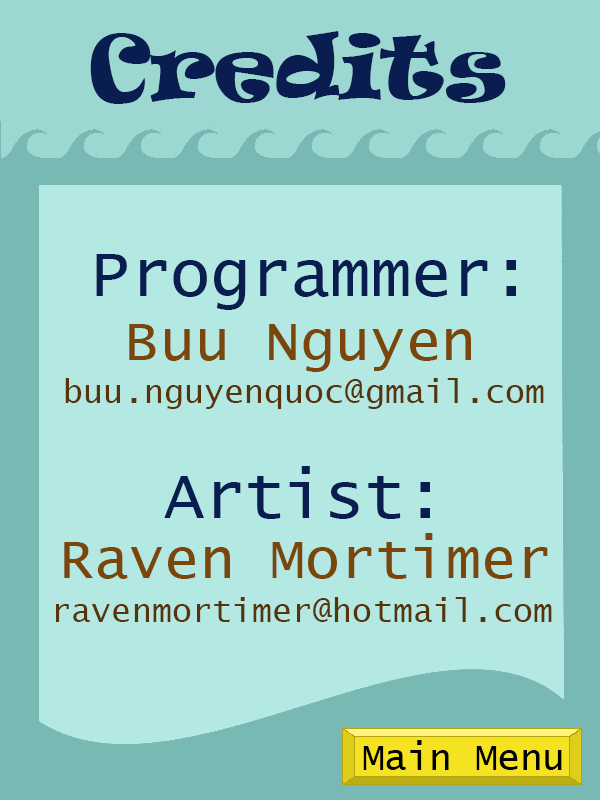 Credits
Programmer:
Buu Nguyen
buu.nguyenquoc@gmail.com
Artist:
Raven Mortimer
ravenmortimer@hotmail.com
Main Menu